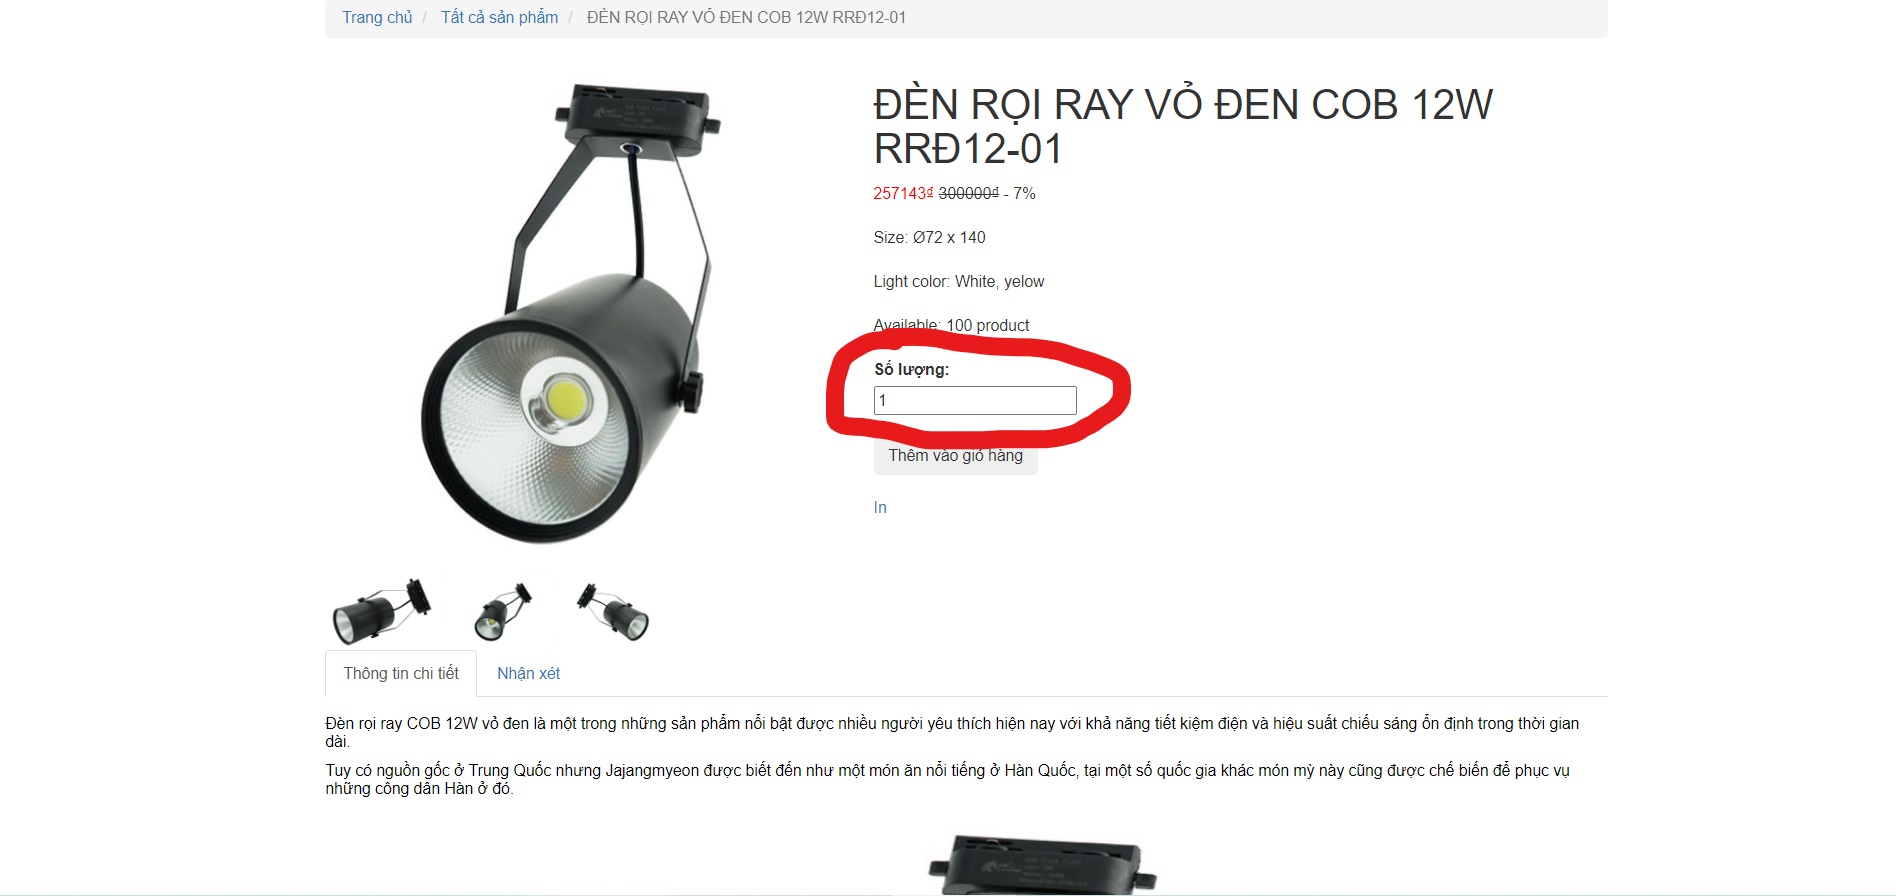 Trang chủ / Tất cả sản phẩm / ĐÈN RỌI RAY VỎ ĐEN COB 12W RRĐ12-01
ĐÈN RỌI RAY VỎ ĐEN COB 12W
RRĐ12-01
257143₫ 300000₫ - 7%
Size: Ø72 x 140
Light color: White, yelow
Available: 100 product
Số lượng:
1
Thêm vào giỏ hàng
In
Thông tin chi tiết
Nhận xét
Đèn rọi ray COB 12W vỏ đen là một trong những sản phẩm nổi bật được nhiều người yêu thích hiện nay với khả năng tiết kiệm điện và hiệu suất chiếu sáng ổn định trong thời gian
dài.
Tuy có nguồn gốc ở Trung Quốc nhưng Jajangmyeon được biết đến như một món ăn nổi tiếng ở Hàn Quốc, tại một số quốc gia khác món mỳ này cũng được chế biến để phục vụ
những công dân Hàn ở đó.